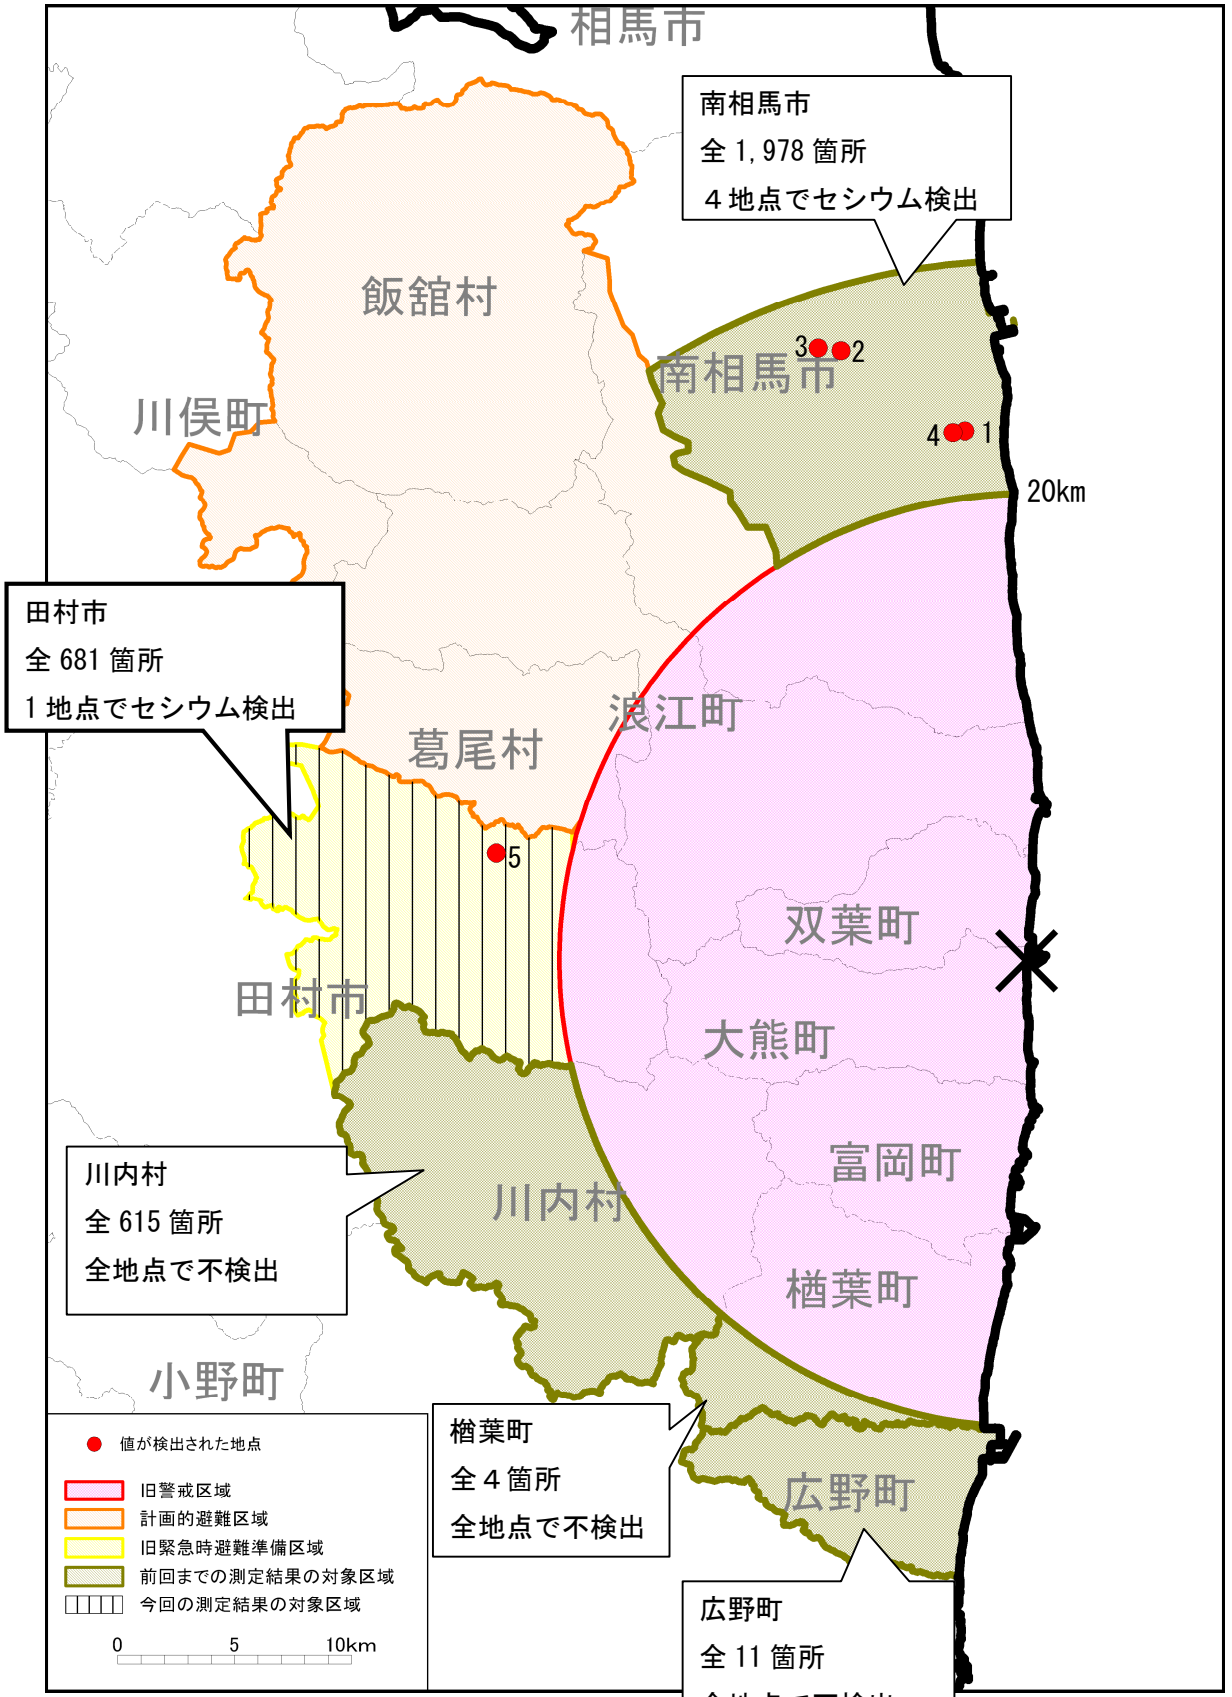 相馬市
南相馬市
全 1,978 箇所
４地点でセシウム検出
飯舘村
3
2
南相馬市
川俣町
4
1
20km
田村市
全 681 箇所
1 地点でセシウム検出
浪江町
葛尾村
5
双葉町
田村市
大熊町
富岡町
川内村
全 615 箇所
全地点で不検出
川内村
楢葉町
小野町
楢葉町
全４箇所
全地点で不検出
広野町
値が検出された地点
旧警戒区域
計画的避難区域
旧緊急時避難準備区域
前回までの測定結果の対象区域
今回の測定結果の対象区域
0 5 10km
広野町
全 11 箇所